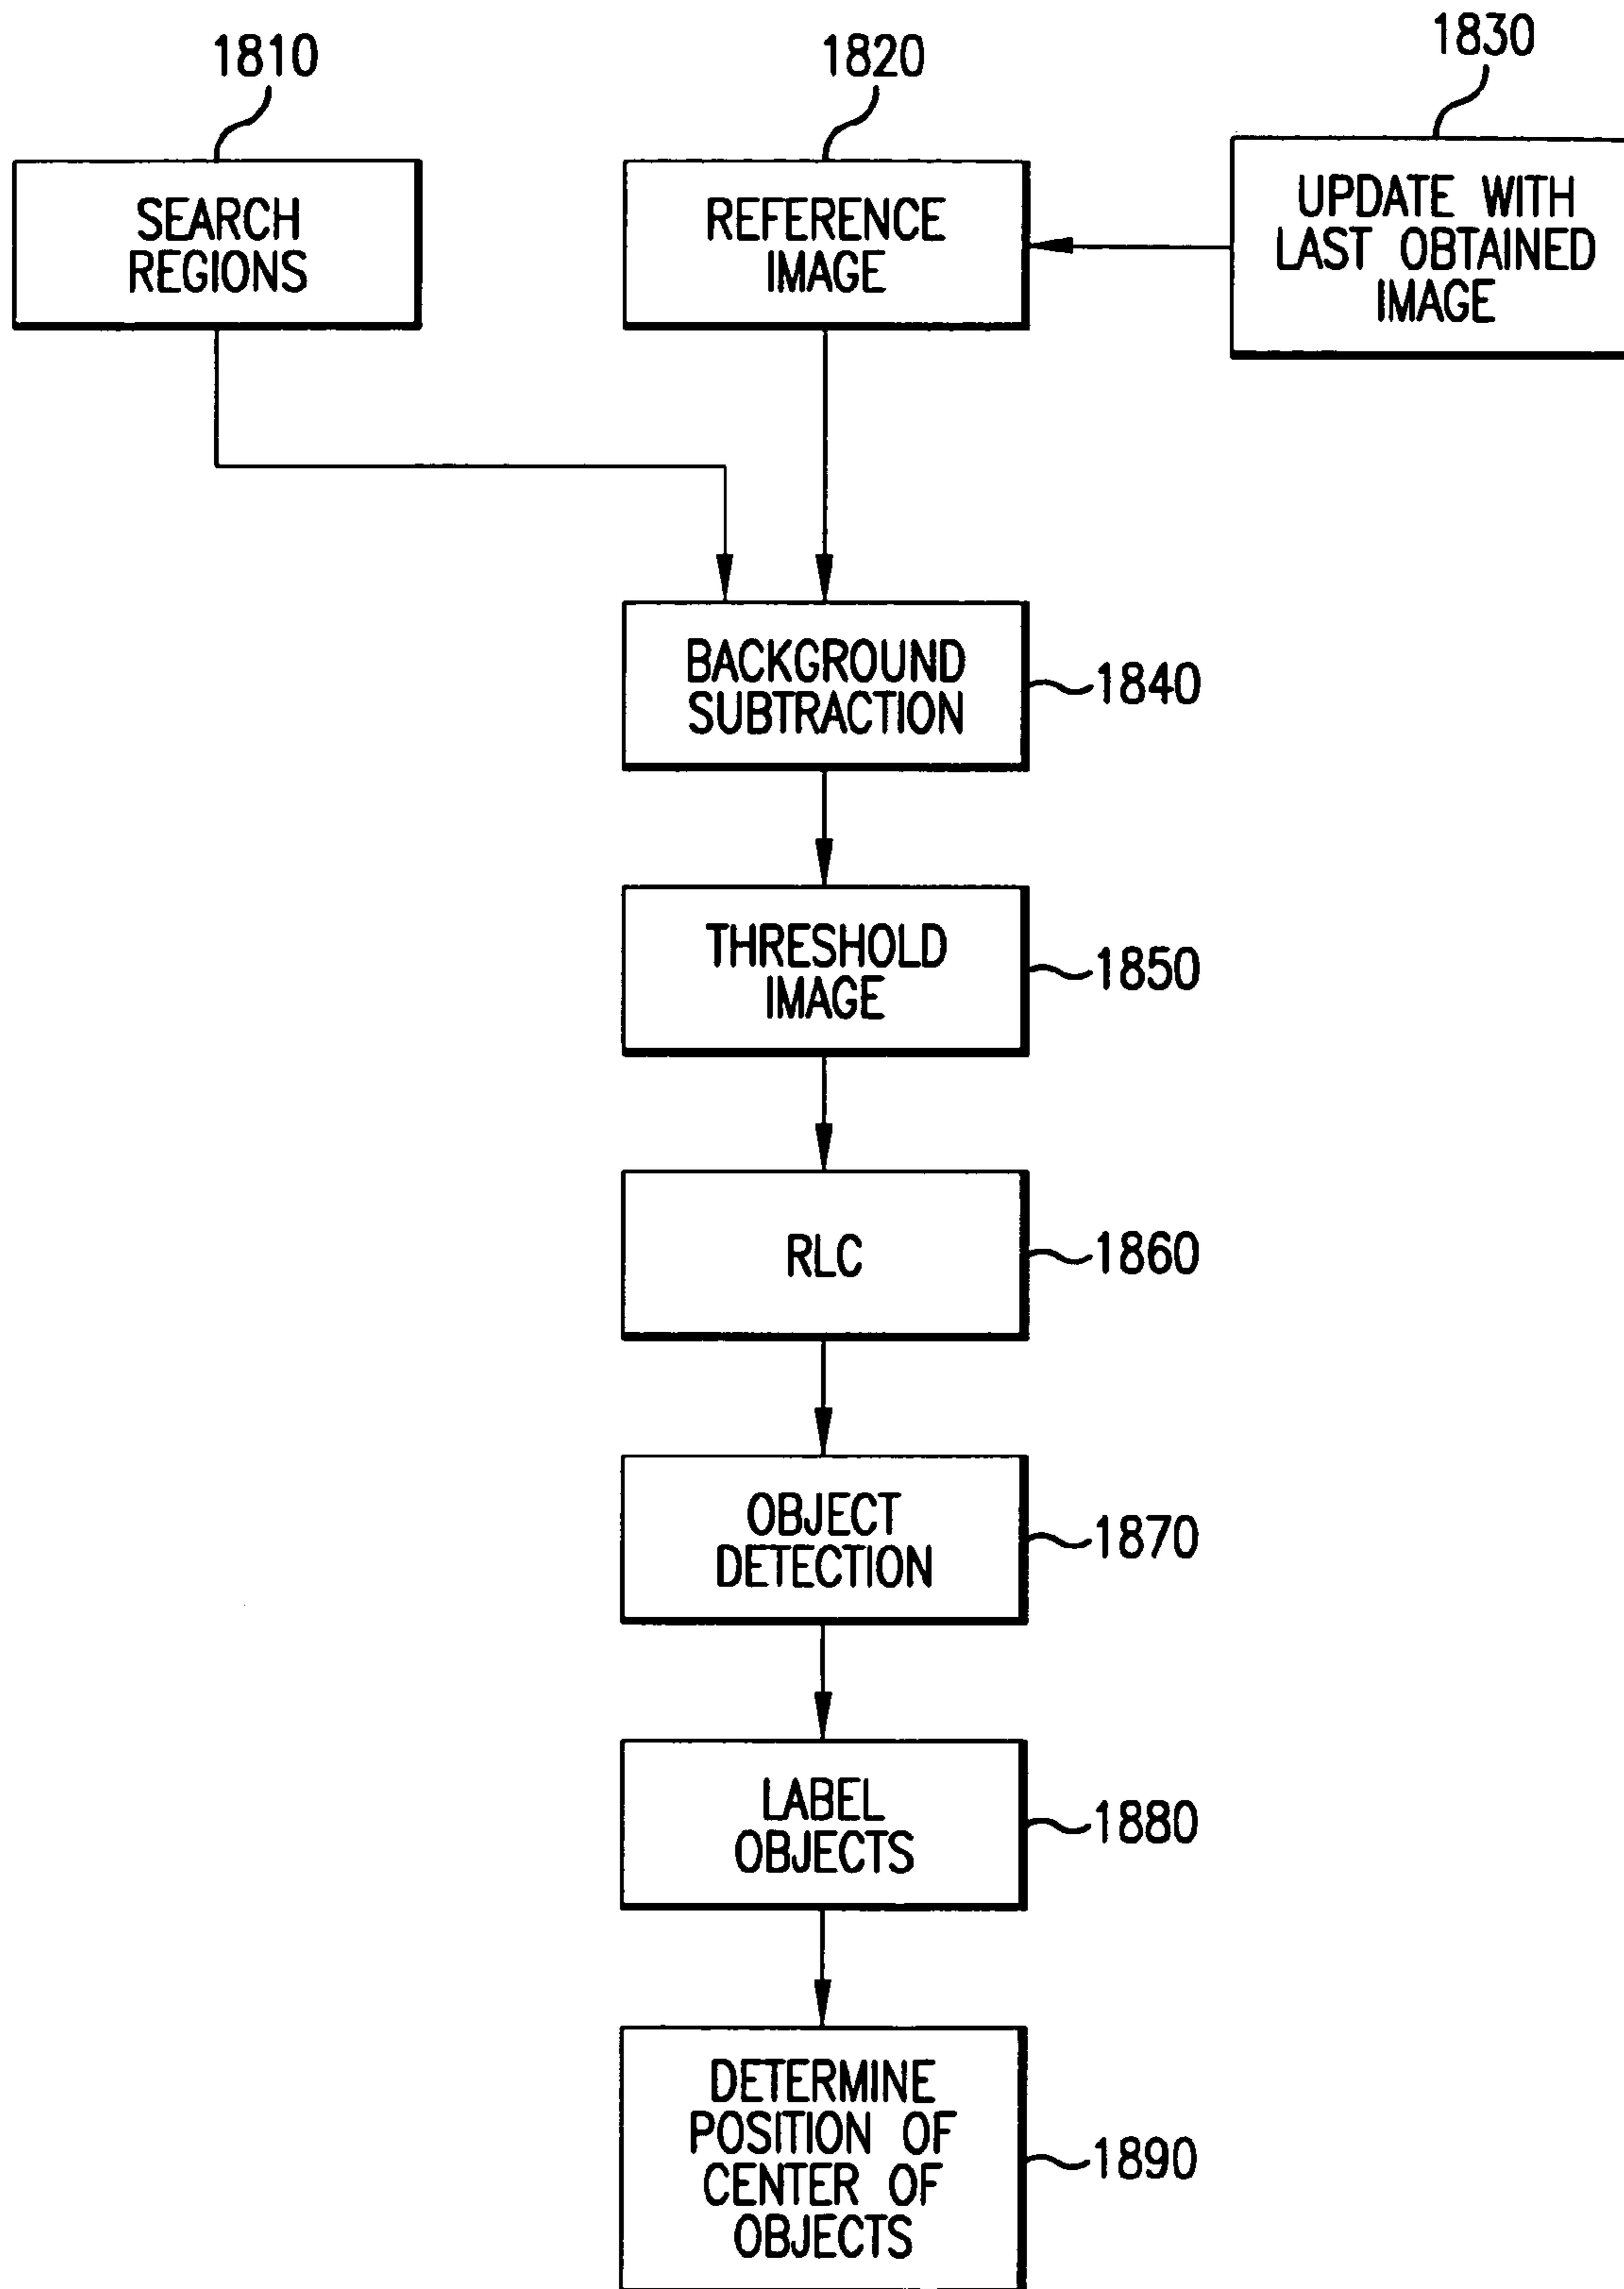 1810
1820
1830
SEARCH
REGIONS
REFERENCE
IMAGE
UPDATE WITH
LAST OBTAINED
IMAGE
BACKGROUND
SUBTRACTION
1840
THRESHOLD
IMAGE
1850
RLC
1860
OBJECT
DETECTION
1870
LABEL
OBJECTS
1880
DETERMINE
POSITION OF
CENTER OF
OBJECTS
1890